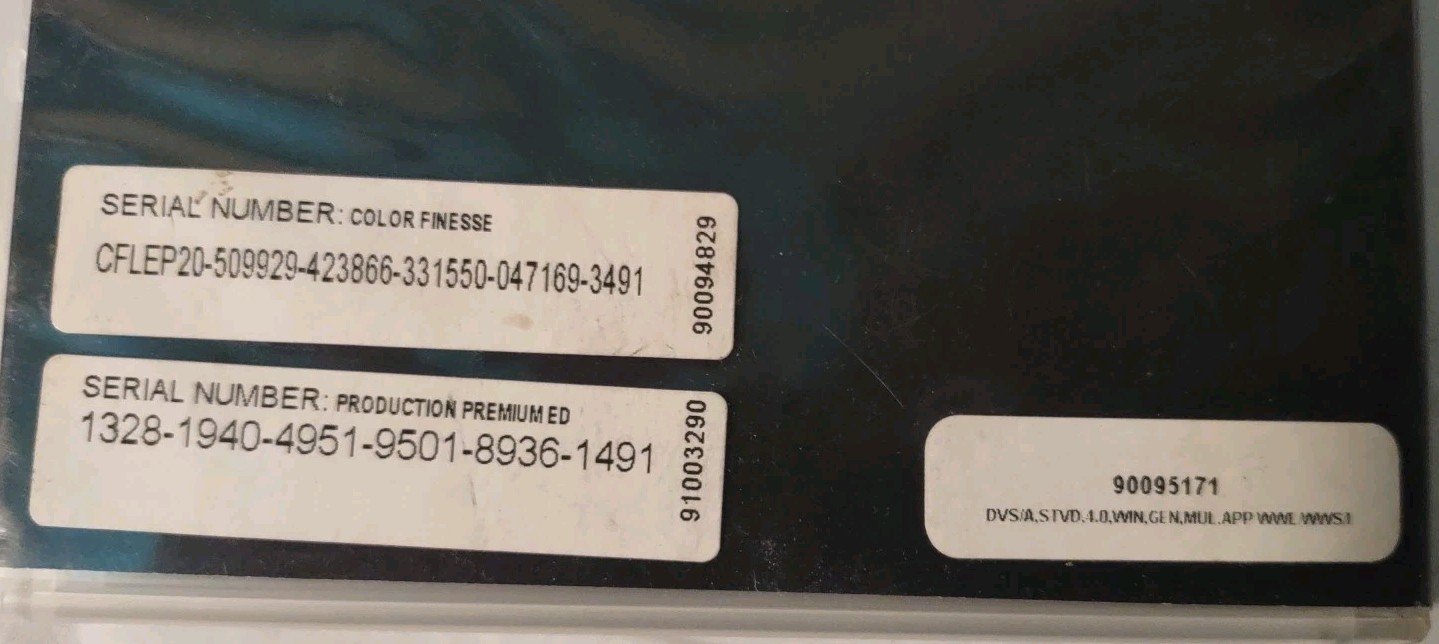 SERIAL NUMBER: COLOR FINESSE
CFLEP20-509929-423866-331550-047169-3491
90094829
SERIAL NUMBER: PRODUCTION PREMIUM ED
1328-1940-4951-9501-8936-1491
91003290
90095171
DVS/A,STVD,4.0,WIN,GEN,MUL,APP